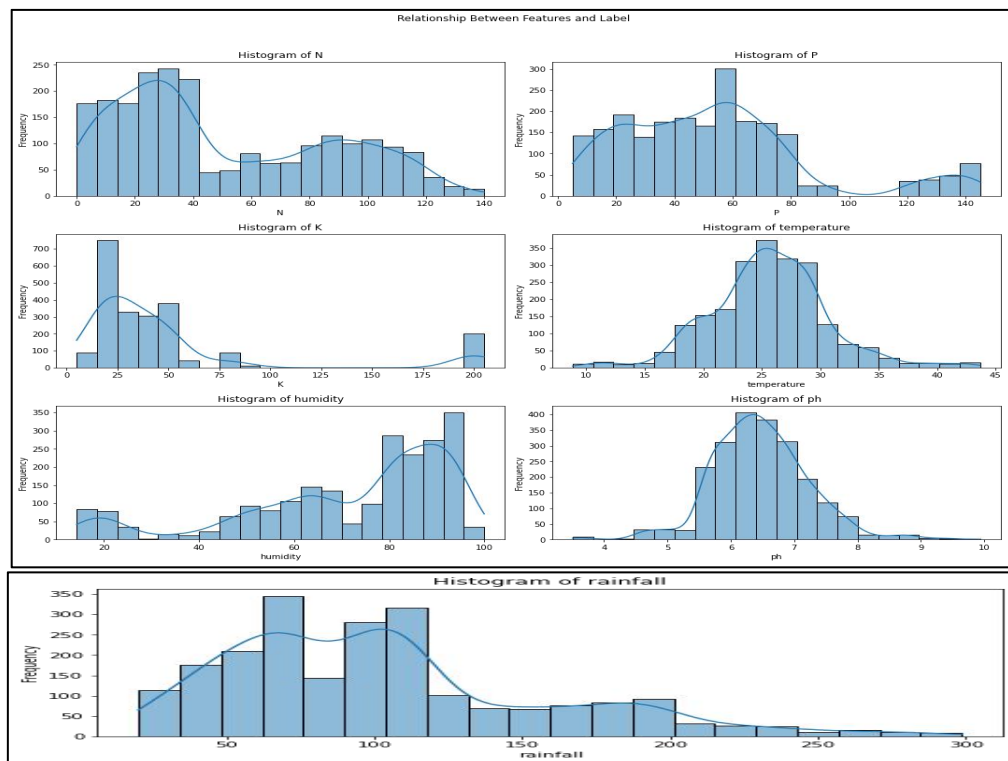 Relationship Between Features and Label
Histogram of N
Frequency
250
200
150
100
50
0
0 20 40 60 80 100 120 140
N
Histogram of P
Frequency
300
250
200
150
100
50
0
0 20 40 60 80 100 120 140
P
Histogram of K
Frequency
700
600
500
400
300
200
100
0
0 25 50 75 100 125 150 175 200
K
Histogram of temperature
Frequency
350
300
250
200
150
100
50
0
10 15 20 25 30 35 40 45
temperature
Histogram of humidity
Frequency
350
300
250
200
150
100
50
0
20 40 60 80 100
humidity
Histogram of ph
Frequency
400
350
300
250
200
150
100
50
0
4 5 6 7 8 9 10
ph
Histogram of rainfall
Frequency
350
300
250
200
150
100
50
0
50 100 150 200 250 300
rainfall